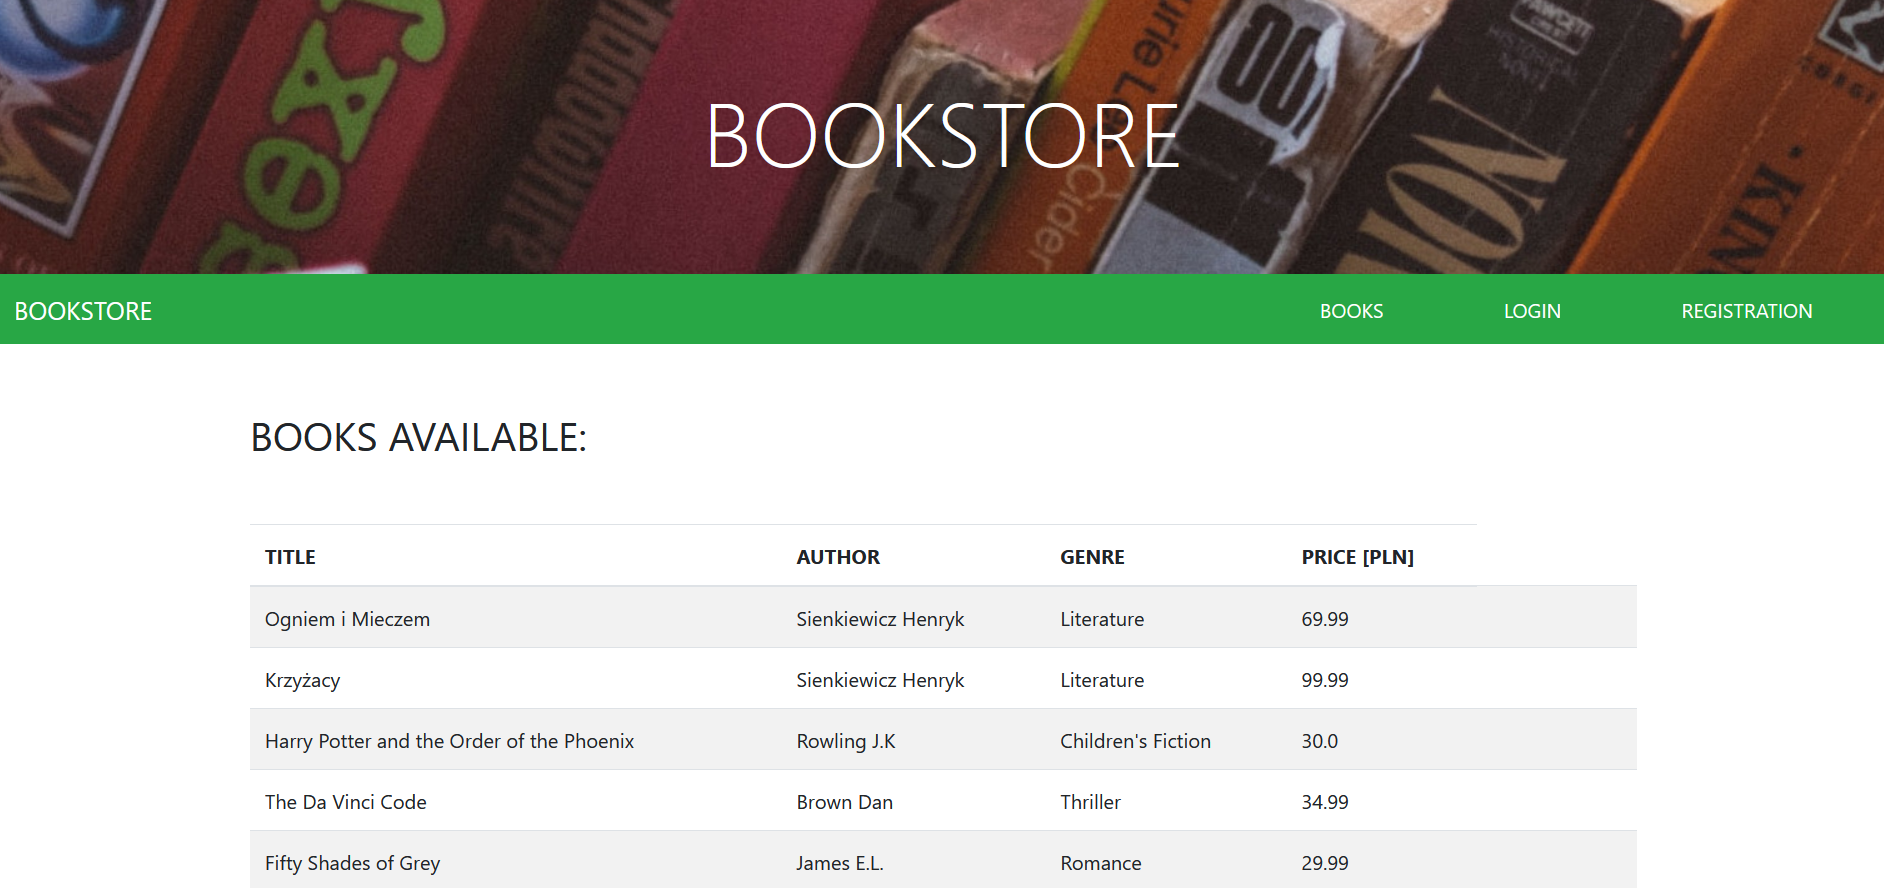 BOOKSTORE
BOOKSTORE BOOKS LOGIN REGISTRATION
BOOKS AVAILABLE:
TITLE AUTHOR GENRE PRICE [PLN]
Ogniem i Mieczem Sienkiewicz Henryk Literature 69.99
Krzyżacy Sienkiewicz Henryk Literature 99.99
Harry Potter and the Order of the Phoenix Rowling J.K Children's Fiction 30.0
The Da Vinci Code Brown Dan Thriller 34.99
Fifty Shades of Grey James E.L. Romance 29.99